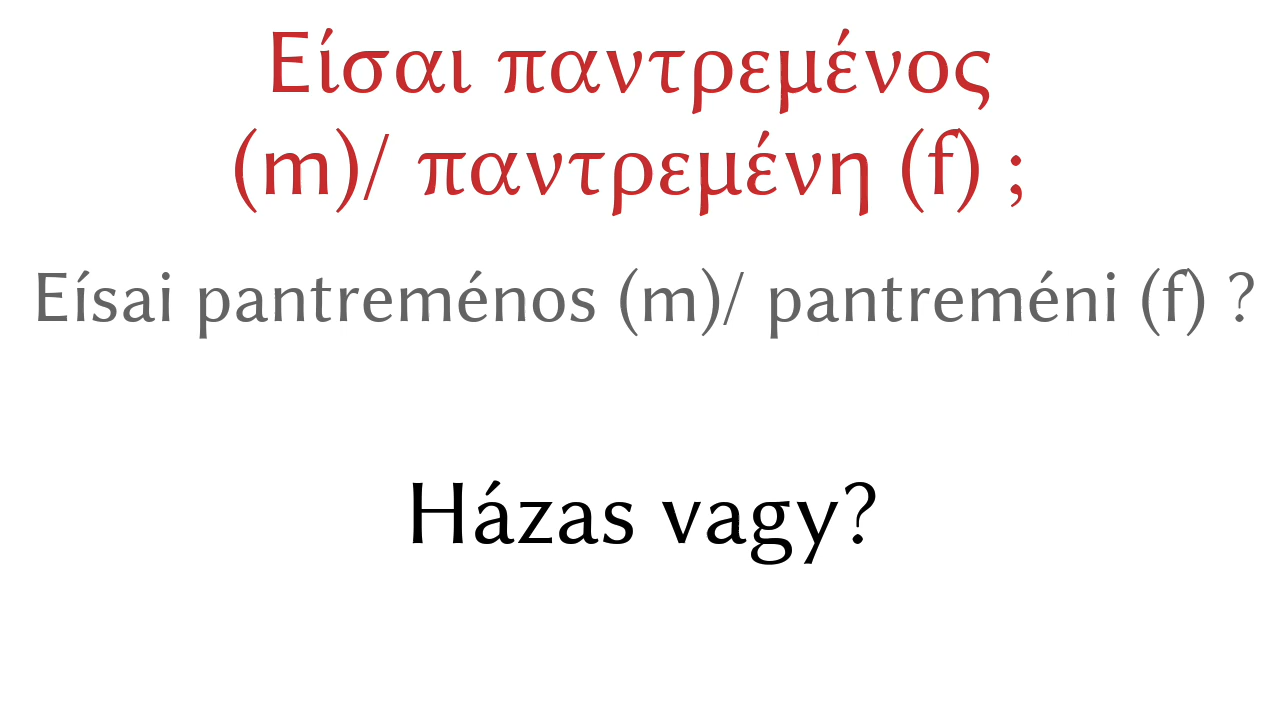 Είσαι παντρεμένος
(m)/ παντρεμένη (f) ;
Eísai pantreménos (m)/ pantreméni (f) ?
Házas vagy?